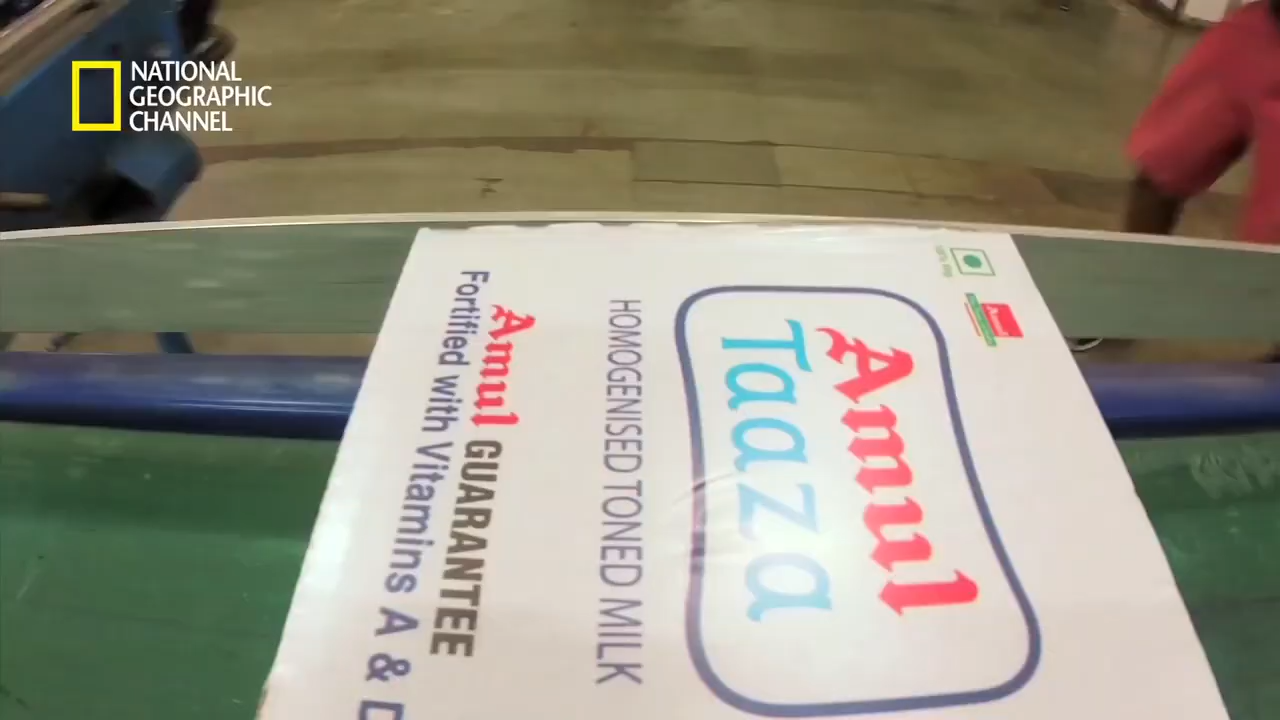 NATIONAL
GEOGRAPHIC
CHANNEL
Amul
Taaza
HOMOGENISED TONED MILK
Amul GUARANTEE
Fortified with Vitamins A & D